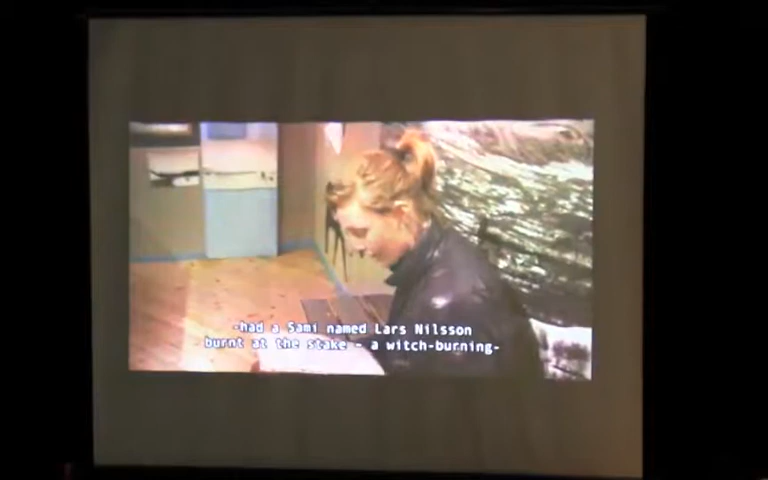 -had a Sami named Lars Nilsson
burnt at the stake - a witch-burning-